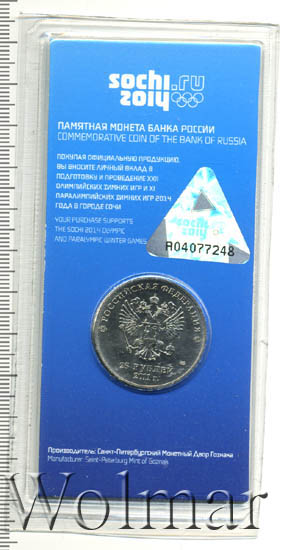 sochi.ru
2014
ПАМЯТНАЯ МОНЕТА БАНКА РОССИИ
COMMEMORATIVE COIN OF THE BANK OF RUSSIA
ПОКУПАЯ ОФИЦИАЛЬНУЮ ПРОДУКЦИЮ,
ВЫ ВНОСИТЕ ЛИЧНЫЙ ВКЛАД В
ПОДГОТОВКУ И ПРОВЕДЕНИЕ XXII
ОЛИМПИЙСКИХ ЗИМНИХ ИГР И XI
ПАРАЛИМПИЙСКИХ ЗИМНИХ ИГР 2014
ГОДА В ГОРОДЕ СОЧИ
YOUR PURCHASE SUPPORTS
THE SOCHI 2014 OLYMPIC
AND PARALYMPIC WINTER GAMES
sochi
2014
A04077248
РОССИЙСКАЯ ФЕДЕРАЦИЯ
25 РУБЛЕЙ
Производитель: Санкт-Петербургский Монетный Двор Гознака
Manufacturer: Saint-Petersburg Mint of Goznak
Wolmar